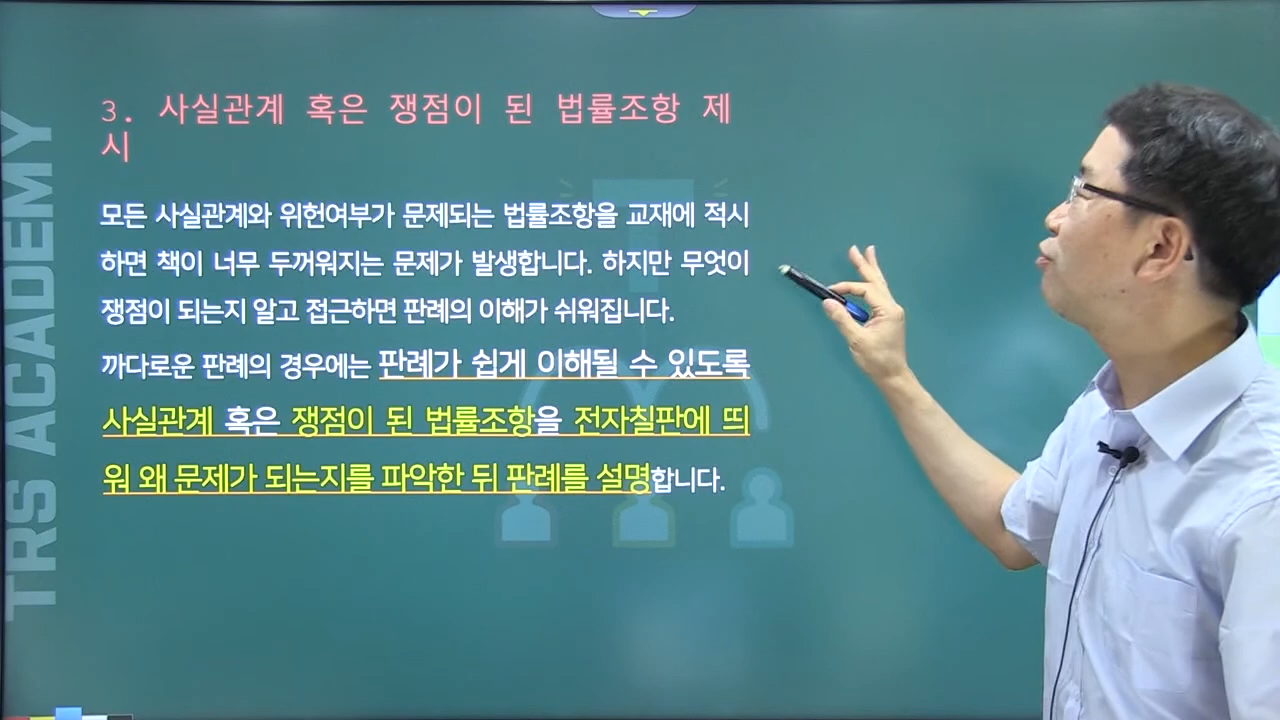 3. 사실관계 혹은 쟁점이 된 법률조항 제
시
모든 사실관계와 위헌여부가 문제되는 법률조항을 교재에 적시
하면 책이 너무 두꺼워지는 문제가 발생합니다. 하지만 무엇이
쟁점이 되는지 알고 접근하면 판례의 이해가 쉬워집니다.
까다로운 판례의 경우에는 판례가 쉽게 이해될 수 있도록
사실관계 혹은 쟁점이 된 법률조항을 전자칠판에 띄
워 왜 문제가 되는지를 파악한 뒤 판례를 설명합니다.
TRS ACADEMY